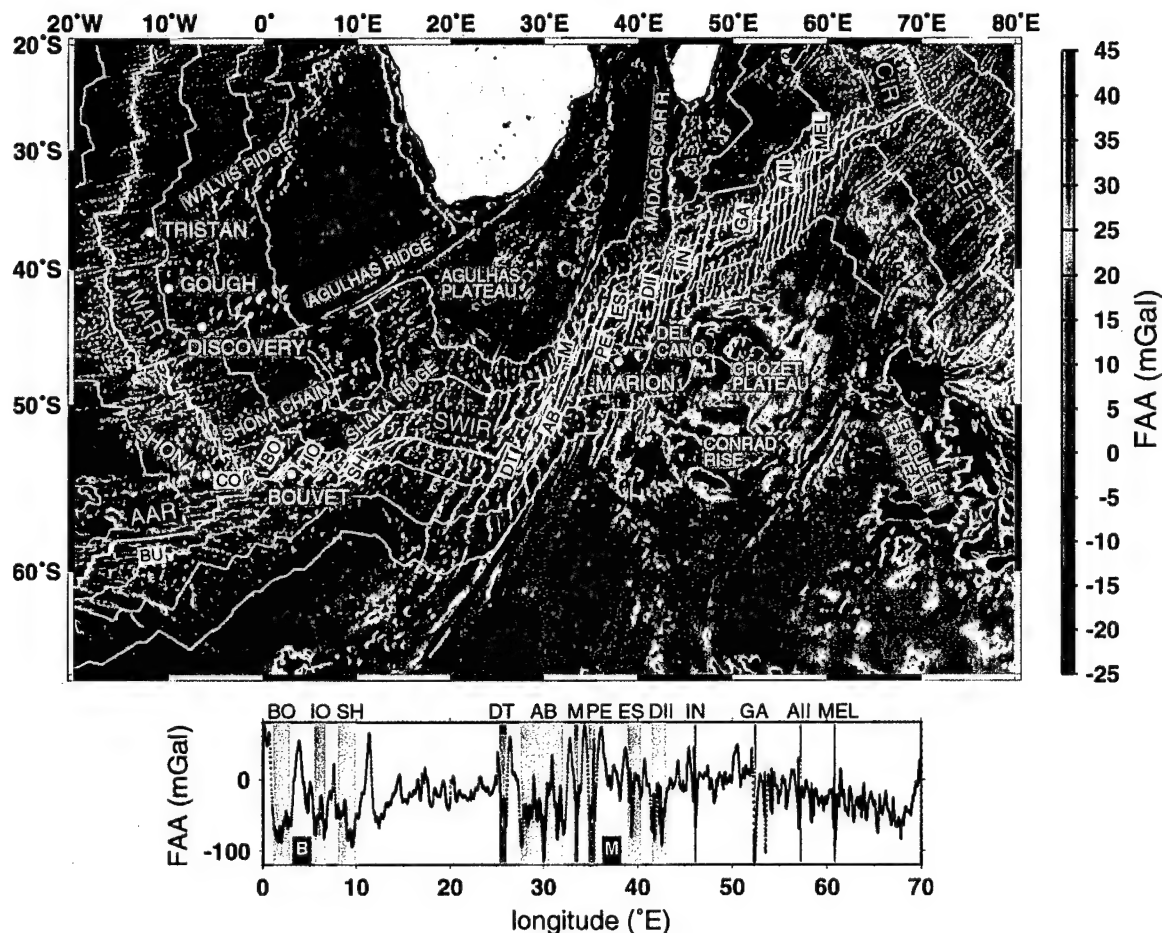 20°W 10°W 0° 10°E 20°E 30°E 40°E 50°E 60°E 70°E 80°E
20°S
30°S
40°S
50°S
60°S
WALVIS RIDGE
TRISTAN
GOUGH
MAR
DISCOVERY
AGULHAS RIDGE
AGULHAS
PLATEAU
MADAGASCAR R.
CIR
MEL
AII
SEIR
GA
IN
DII
ES
PE
M
DEL
CANO
MARION
CROZET
PLATEAU
SHONA CHAIN
SHAKA RIDGE
SWIR
AB
DT
CONRAD
RISE
KERGUELEN
PLATEAU
SHONA
CO
BO
IO
SH
BOUVET
AAR
BU
45
40
35
30
25
20
15
10
5
0
-5
-10
-15
-20
-25
FAA (mGal)
BO IO SH DT AB M PE ES DII IN GA AII MEL
FAA (mGal)
0
-100
B
M
0 10 20 30 40 50 60 70
longitude (°E)